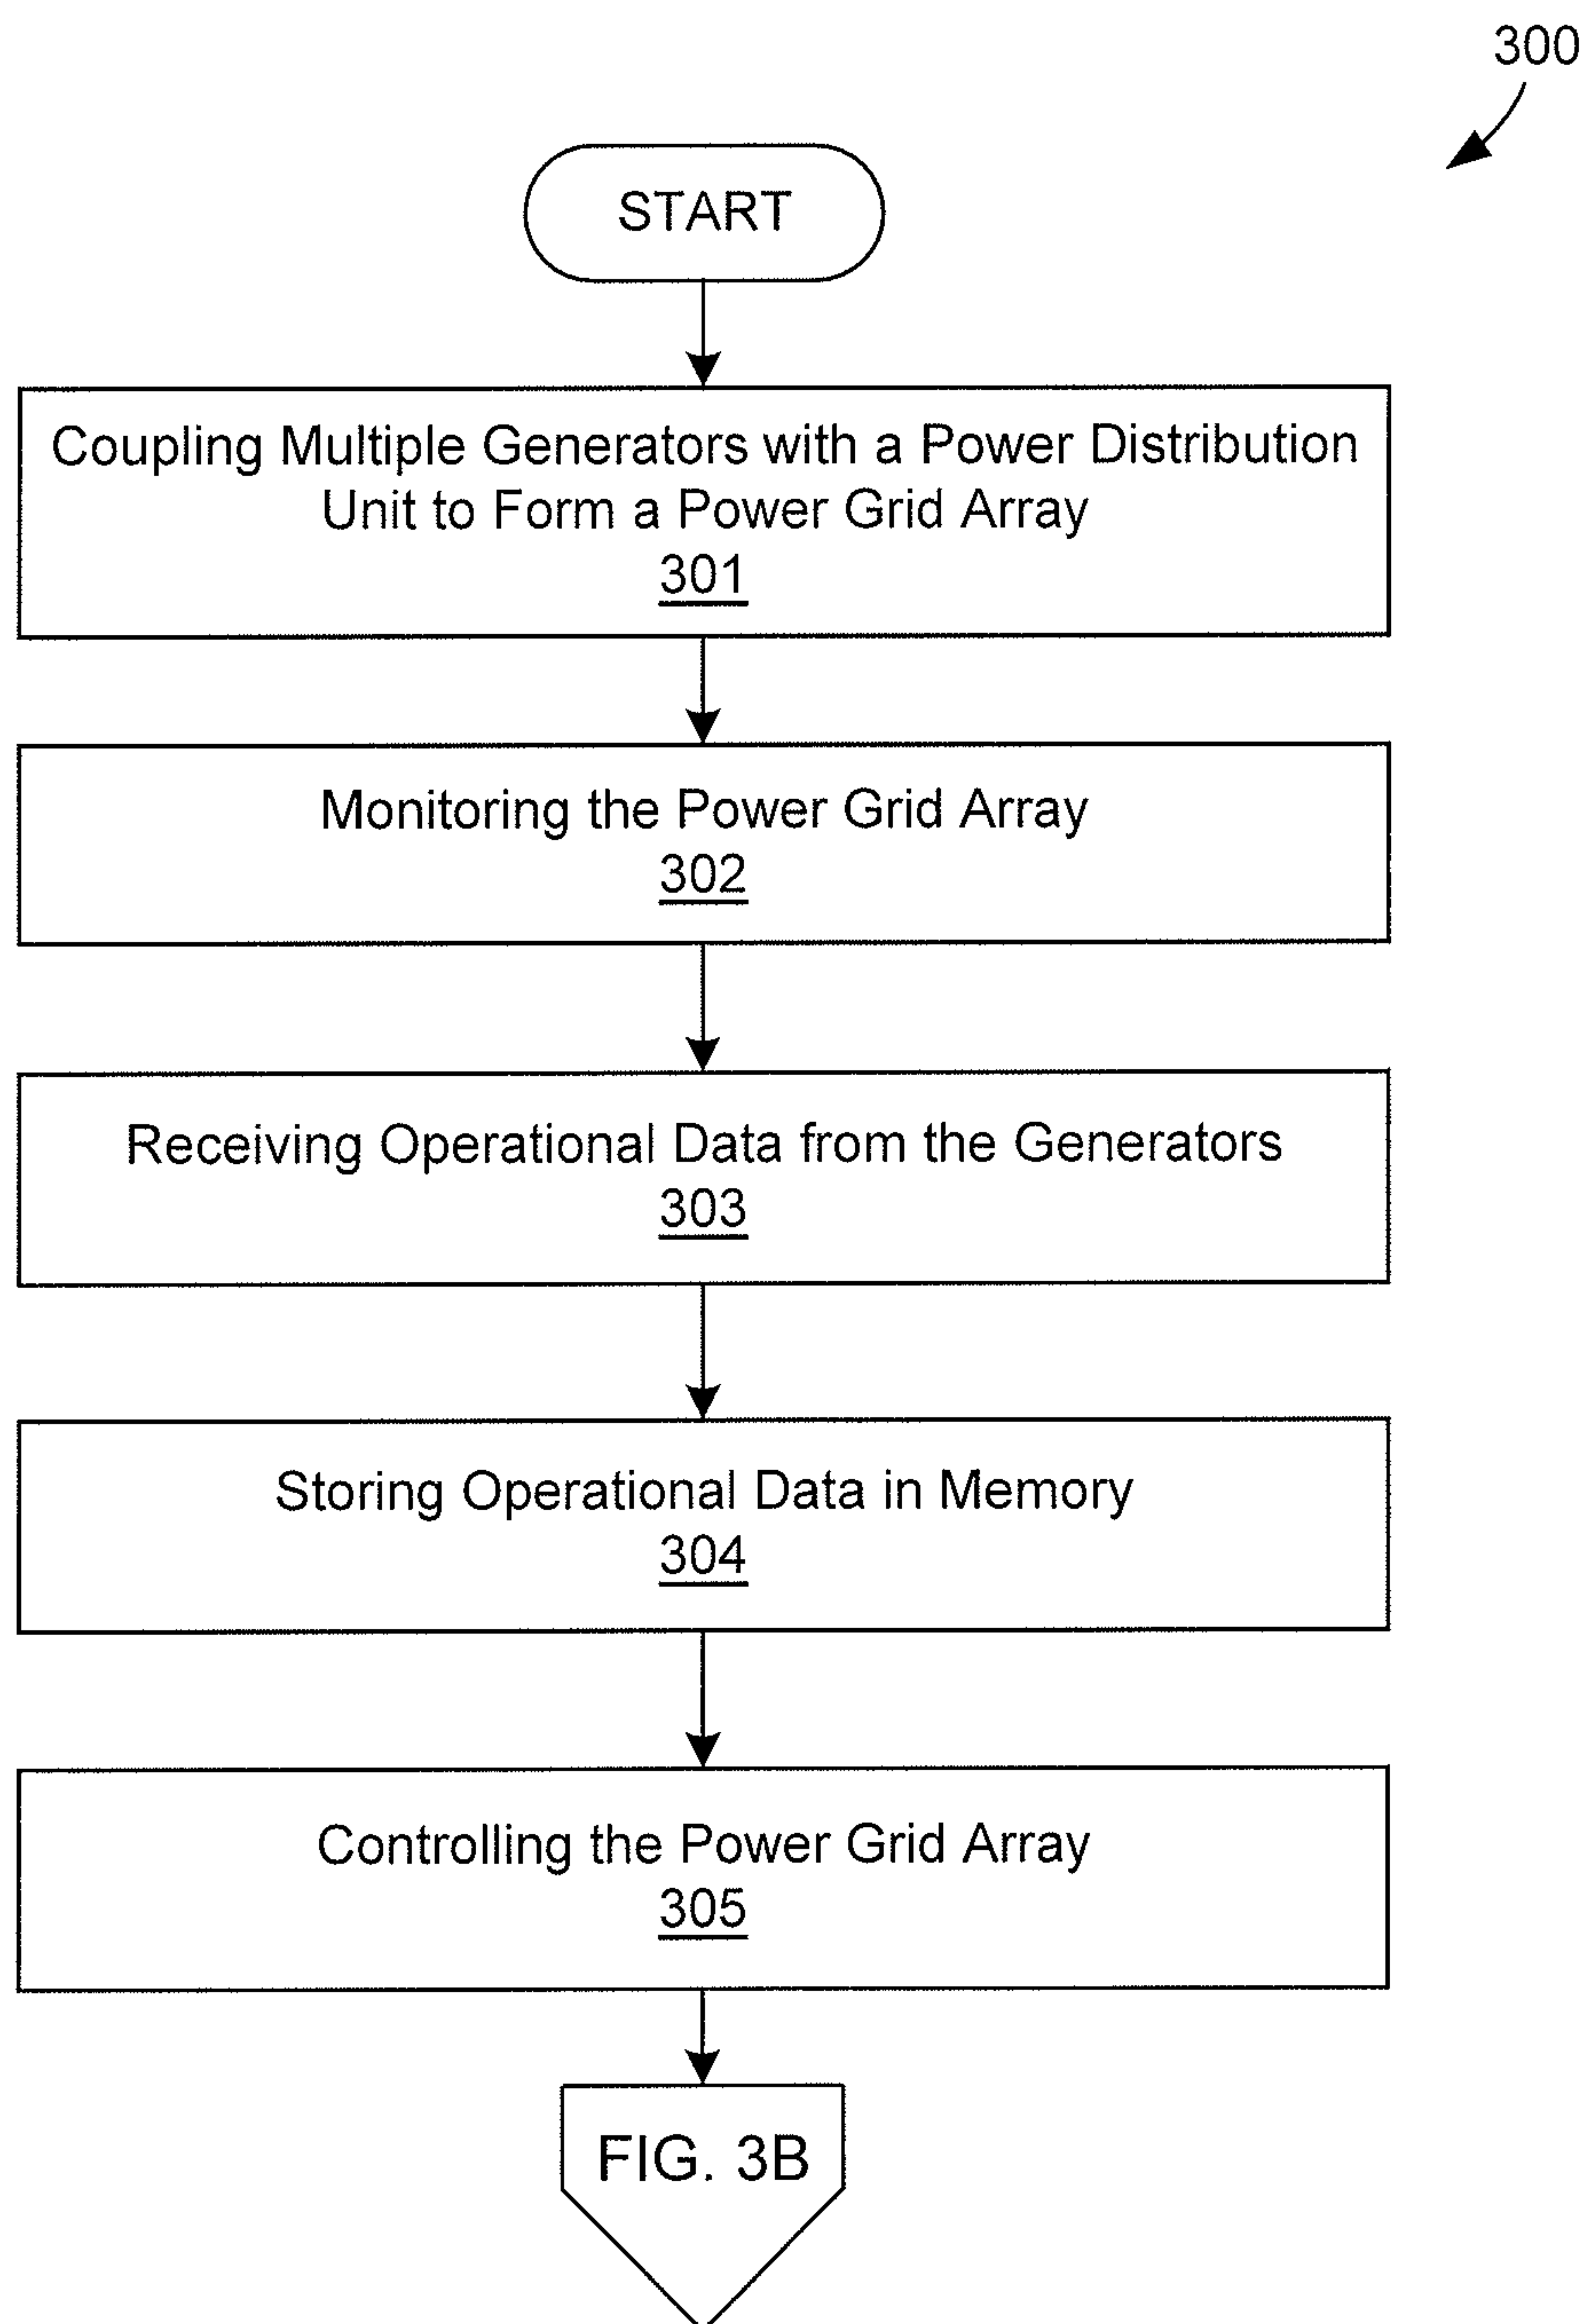 300
START
Coupling Multiple Generators with a Power Distribution
Unit to Form a Power Grid Array
301
Monitoring the Power Grid Array
302
Receiving Operational Data from the Generators
303
Storing Operational Data in Memory
304
Controlling the Power Grid Array
305
FIG. 3B